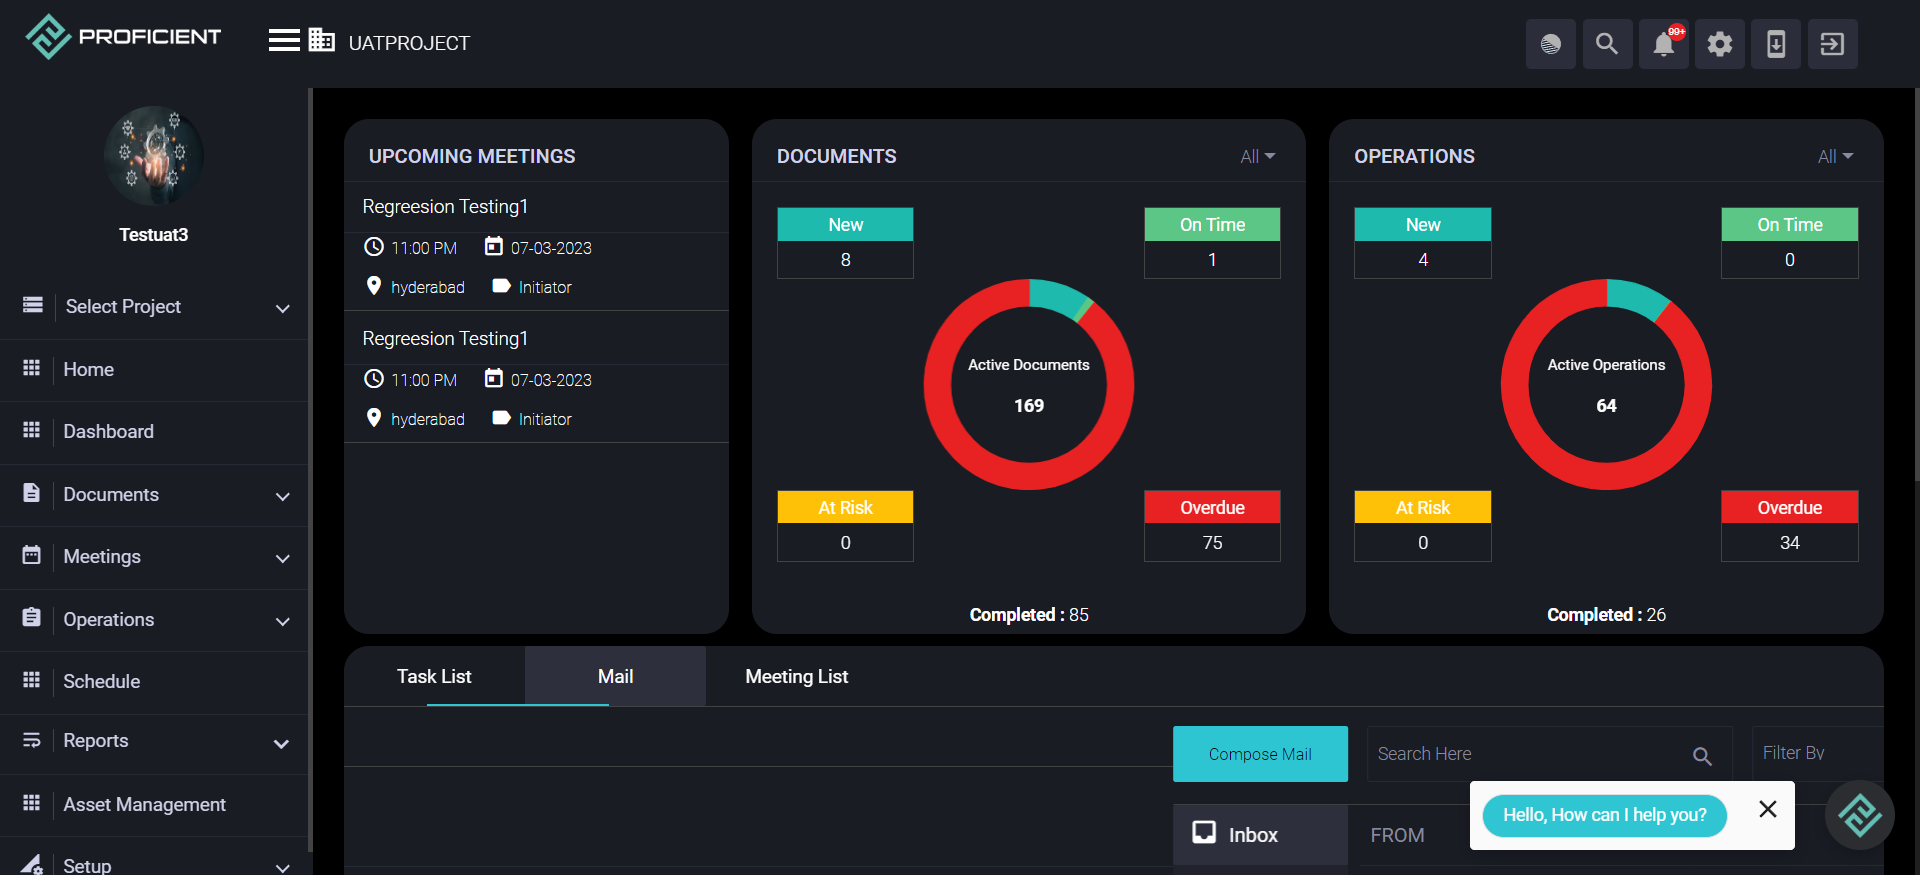 PROFICIENT
UATPROJECT
99+
Testuat3
Select Project
Home
Dashboard
Documents
Meetings
Operations
Schedule
Reports
Asset Management
Setup
UPCOMING MEETINGS
Regreesion Testing1
11:00 PM 07-03-2023
hyderabad Initiator
Regreesion Testing1
11:00 PM 07-03-2023
hyderabad Initiator
DOCUMENTS All
New
8
On Time
1
Active Documents
169
At Risk
0
Overdue
75
Completed : 85
OPERATIONS All
New
4
On Time
0
Active Operations
64
At Risk
0
Overdue
34
Completed : 26
Task List Mail Meeting List
Compose Mail Search Here Filter By
Inbox FROM
Hello, How can I help you?